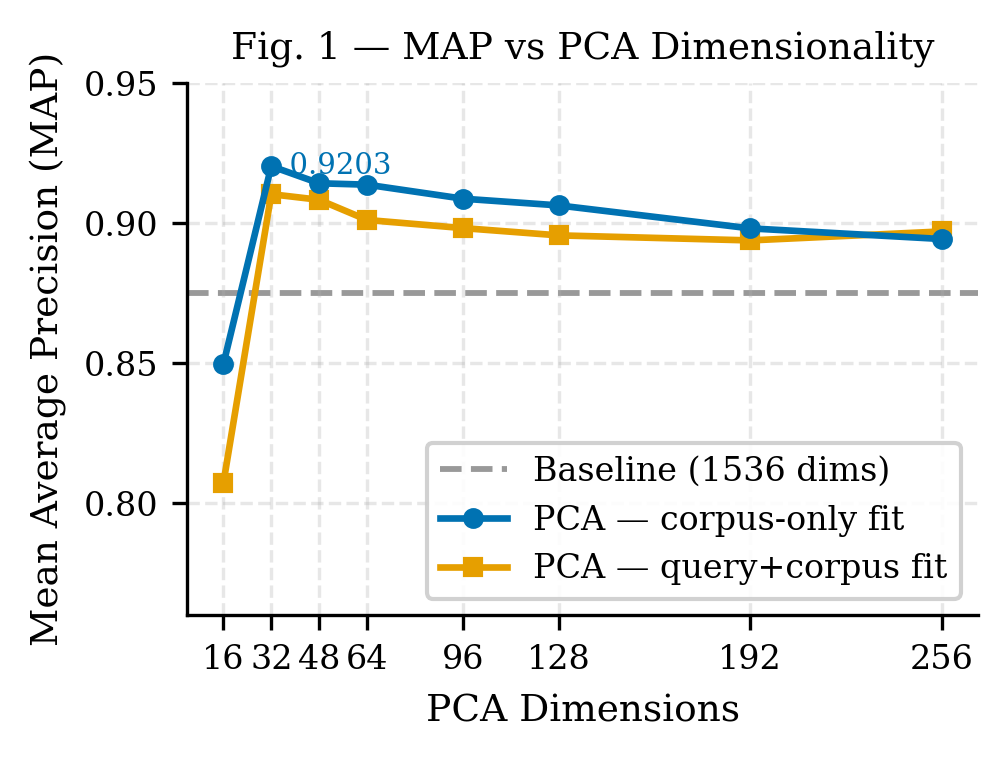 Fig. 1 — MAP vs PCA Dimensionality
Mean Average Precision (MAP)
0.95
0.90
0.85
0.80
0.9203
Baseline (1536 dims)
PCA — corpus-only fit
PCA — query+corpus fit
16 32 48 64 96 128 192 256
PCA Dimensions